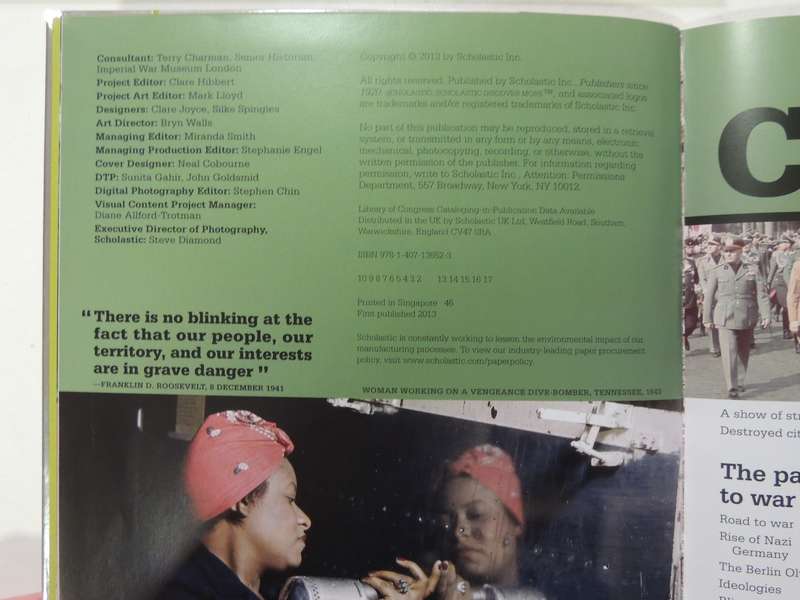 Consultant: Terry Charman, Senior Historian,
Imperial War Museum London
Project Editor: Clare Hibbert
Project Art Editor: Mark Lloyd
Designers: Clare Joyce, Silke Spingies
Art Director: Bryn Walls
Managing Editor: Miranda Smith
Managing Production Editor: Stephanie Engel
Cover Designer: Neal Cobourne
DTP: Sunita Gahir, John Goldsmid
Digital Photography Editor: Stephen Chin
Visual Content Project Manager:
Diane Allford-Trotman
Executive Director of Photography,
Scholastic: Steve Diamond
“There is no blinking at the
fact that our people, our
territory, and our interests
are in grave danger”
—FRANKLIN D. ROOSEVELT, 8 DECEMBER 1941
Copyright © 2013 by Scholastic Inc.
All rights reserved. Published by Scholastic Inc., Publishers since
1920. SCHOLASTIC, SCHOLASTIC DISCOVER MORE™, and associated logos
are trademarks and/or registered trademarks of Scholastic Inc.
No part of this publication may be reproduced, stored in a retrieval
system, or transmitted in any form or by any means, electronic,
mechanical, photocopying, recording, or otherwise, without the
written permission of the publisher. For information regarding
permission, write to Scholastic Inc., Attention: Permissions
Department, 557 Broadway, New York, NY 10012.
Library of Congress Cataloging-in-Publication Data Available
Distributed in the UK by Scholastic UK Ltd, Westfield Road, Southam,
Warwickshire, England CV47 0RA
ISBN 978-1-407-13652-3
10 9 8 7 6 5 4 3 2 13 14 15 16 17
Printed in Singapore 46
First published 2013
Scholastic is constantly working to lessen the environmental impact of our
manufacturing processes. To view our industry-leading paper procurement
policy, visit www.scholastic.com/paperpolicy.
WOMAN WORKING ON A VENGEANCE DIVE-BOMBER, TENNESSEE, 1943
C
A show of str
Destroyed cit
The pa
to war
Road to war
Rise of Nazi
Germany
The Berlin Ol
Ideologies